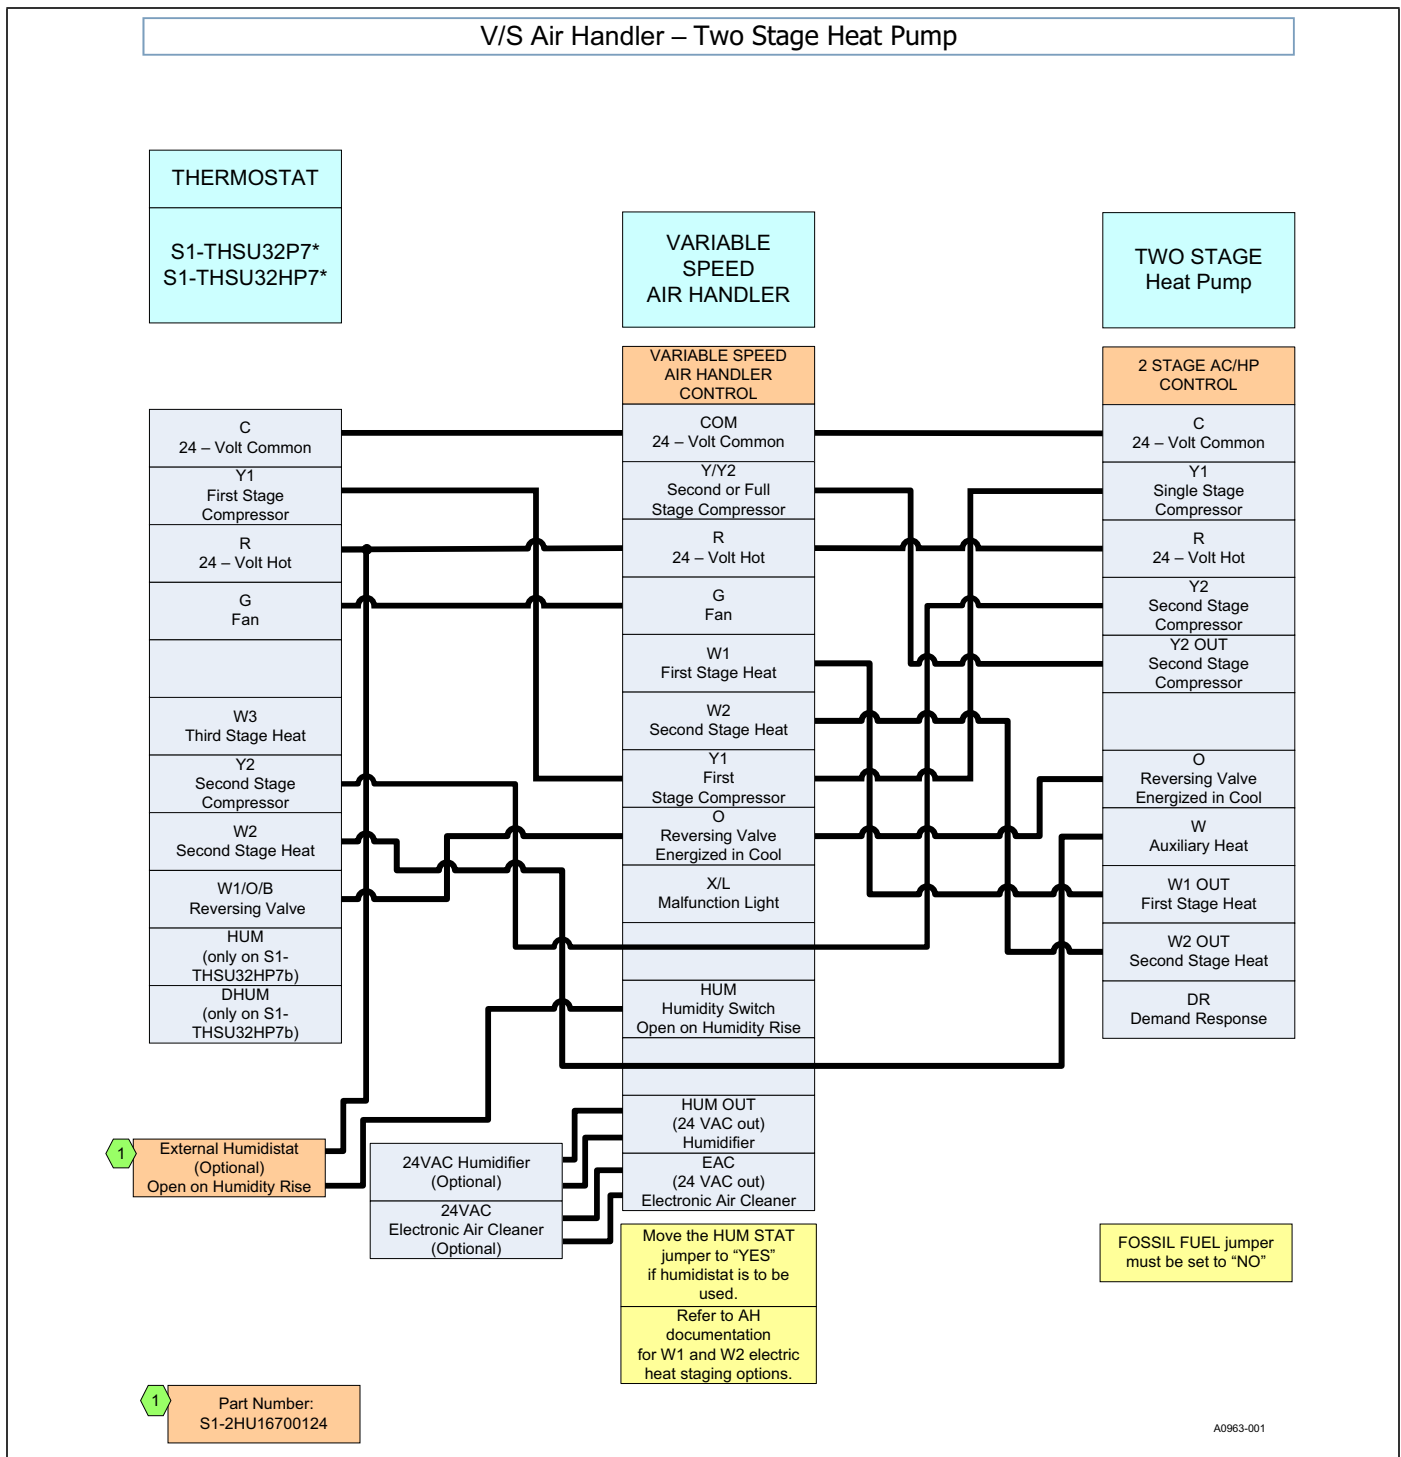 V/S Air Handler – Two Stage Heat Pump
THERMOSTAT
S1-THSU32P7*
S1-THSU32HP7*
VARIABLE
SPEED
AIR HANDLER
TWO STAGE
Heat Pump
C
24 – Volt Common
Y1
First Stage
Compressor
R
24 – Volt Hot
G
Fan
W3
Third Stage Heat
Y2
Second Stage
Compressor
W2
Second Stage Heat
W1/O/B
Reversing Valve
HUM
(only on S1-
THSU32HP7b)
DHUM
(only on S1-
THSU32HP7b)
VARIABLE SPEED
AIR HANDLER
CONTROL
COM
24 – Volt Common
Y/Y2
Second or Full
Stage Compressor
R
24 – Volt Hot
G
Fan
W1
First Stage Heat
W2
Second Stage Heat
Y1
First
Stage Compressor
O
Reversing Valve
Energized in Cool
X/L
Malfunction Light
HUM
Humidity Switch
Open on Humidity Rise
HUM OUT
(24 VAC out)
Humidifier
EAC
(24 VAC out)
Electronic Air Cleaner
2 STAGE AC/HP
CONTROL
C
24 – Volt Common
Y1
Single Stage
Compressor
R
24 – Volt Hot
Y2
Second Stage
Compressor
Y2 OUT
Second Stage
Compressor
O
Reversing Valve
Energized in Cool
W
Auxiliary Heat
W1 OUT
First Stage Heat
W2 OUT
Second Stage Heat
DR
Demand Response
1
External Humidistat
(Optional)
Open on Humidity Rise
24VAC Humidifier
(Optional)
24VAC
Electronic Air Cleaner
(Optional)
Move the HUM STAT
jumper to “YES”
if humidistat is to be
used.
Refer to AH
documentation
for W1 and W2 electric
heat staging options.
FOSSIL FUEL jumper
must be set to “NO”
1
Part Number:
S1-2HU16700124
A0963-001